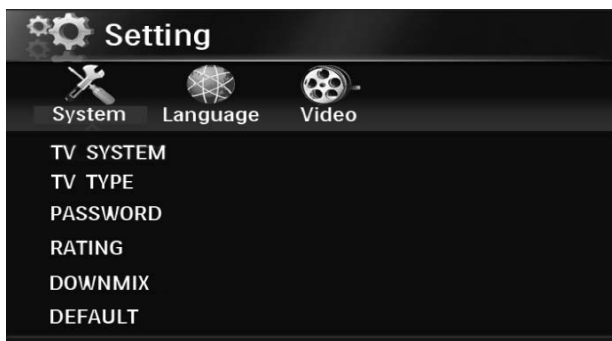 Setting
System Language Video
TV SYSTEM
TV TYPE
PASSWORD
RATING
DOWNMIX
DEFAULT